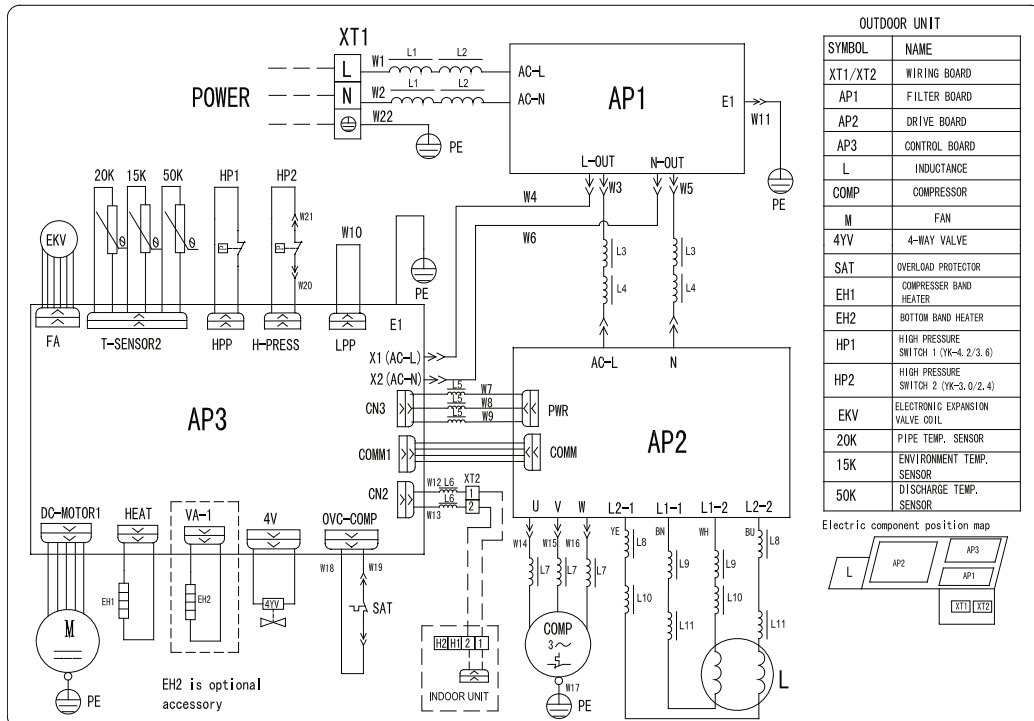 OUTDOOR UNIT
SYMBOL NAME
XT1/XT2 WIRING BOARD
AP1 FILTER BOARD
AP2 DRIVE BOARD
AP3 CONTROL BOARD
L INDUCTANCE
COMP COMPRESSOR
M FAN
4YV 4-WAY VALVE
SAT OVERLOAD PROTECTOR
EH1 COMPRESSER BAND
HEATER
EH2 BOTTOM BAND HEATER
HP1 HIGH PRESSURE
SWITCH 1 (YK-4.2/3.6)
HP2 HIGH PRESSURE
SWITCH 2 (YK-3.0/2.4)
EKV ELECTRONIC EXPANSION
VALVE COIL
20K PIPE TEMP. SENSOR
15K ENVIRONMENT TEMP.
SENSOR
50K DISCHARGE TEMP.
SENSOR
Electric component position map
L AP2 AP3
AP1
XT1 XT2
XT1
POWER
L W1 L1 L2 AC-L
N W2 L1 L2 AC-N
W22
PE
AP1
E1
W11
PE
L-OUT N-OUT
W4 W3 W5
W6
L3 L3
L4 L4
20K 15K 50K HP1 HP2
W21
W20
W10
EKV
PE
E1
FA T-SENSOR2 HPP H-PRESS LPP
X1 (AC-L)
X2 (AC-N)
AC-L N
AP3
CN3 L5 W7 PWR
L5 W8
L5 W9
AP2
COMM1 COMM
CN2 W12 L6 XT2
1
W13 L6 2
DC-MOTOR1 HEAT VA-1 4V OVC-COMP
U V W L2-1 L1-1 L1-2 L2-2
W14 W15 W16 YE BN WH BU
L7 L7 L7 L8 L9 L9 L8
L10 L11 L10 L11
W18 W19
SAT
EH1 EH2 4YV
M
PE
EH2 is optional
accessory
H2 H1 2 1
INDOOR UNIT
COMP
3~
W17
PE
L